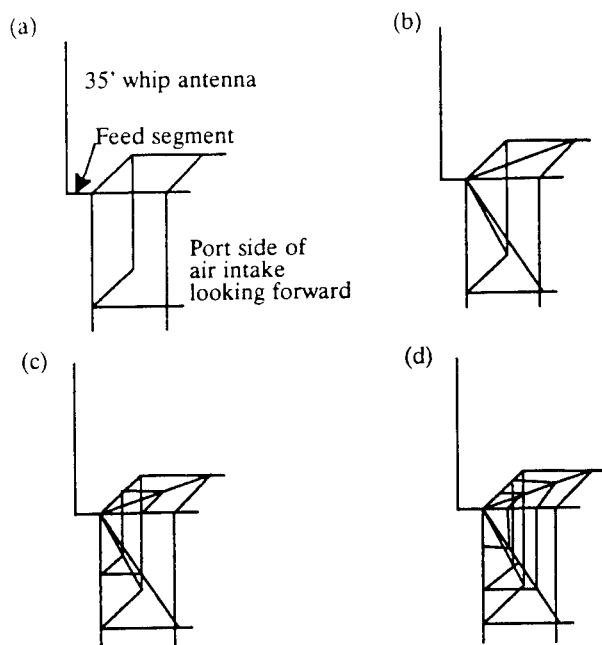 (a)
(b)
35' whip antenna
Feed segment
Port side of
air intake
looking forward
(c)
(d)